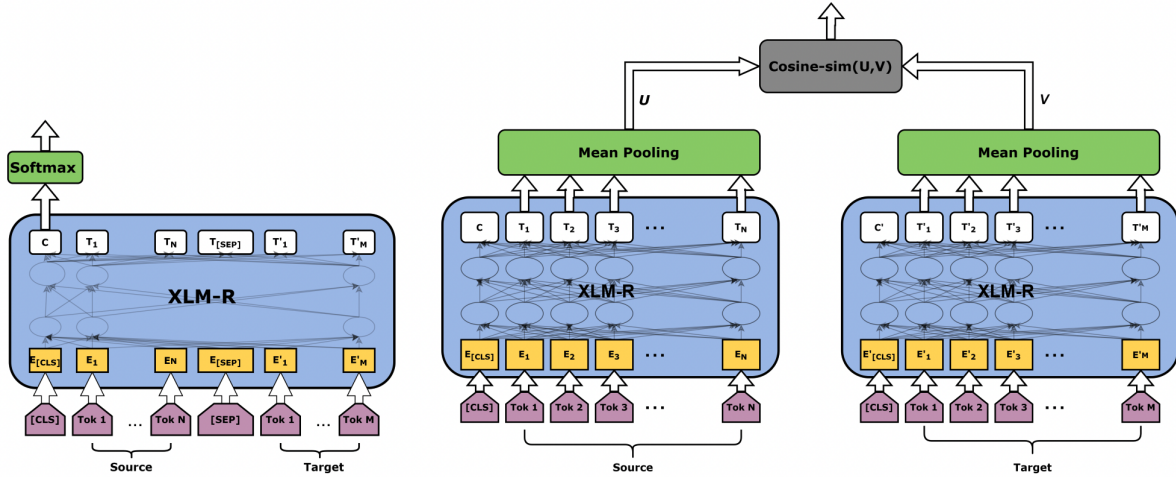 Cosine-sim(U,V)
U
V
Mean Pooling
Mean Pooling
Softmax
C T1 TN T[SEP] T'1 T'M
XLM-R
E[CLS] E1 EN E[SEP] E'1 E'M
[CLS] Tok 1 ... Tok N [SEP] Tok 1 ... Tok M
Source Target
C T1 T2 T3 ... TN
XLM-R
E[CLS] E1 E2 E3 ... EN
[CLS] Tok 1 Tok 2 Tok 3 ... Tok N
Source
C' T'1 T'2 T'3 ... T'M
XLM-R
E'[CLS] E'1 E'2 E'3 ... E'M
[CLS] Tok 1 Tok 2 Tok 3 ... Tok M
Target